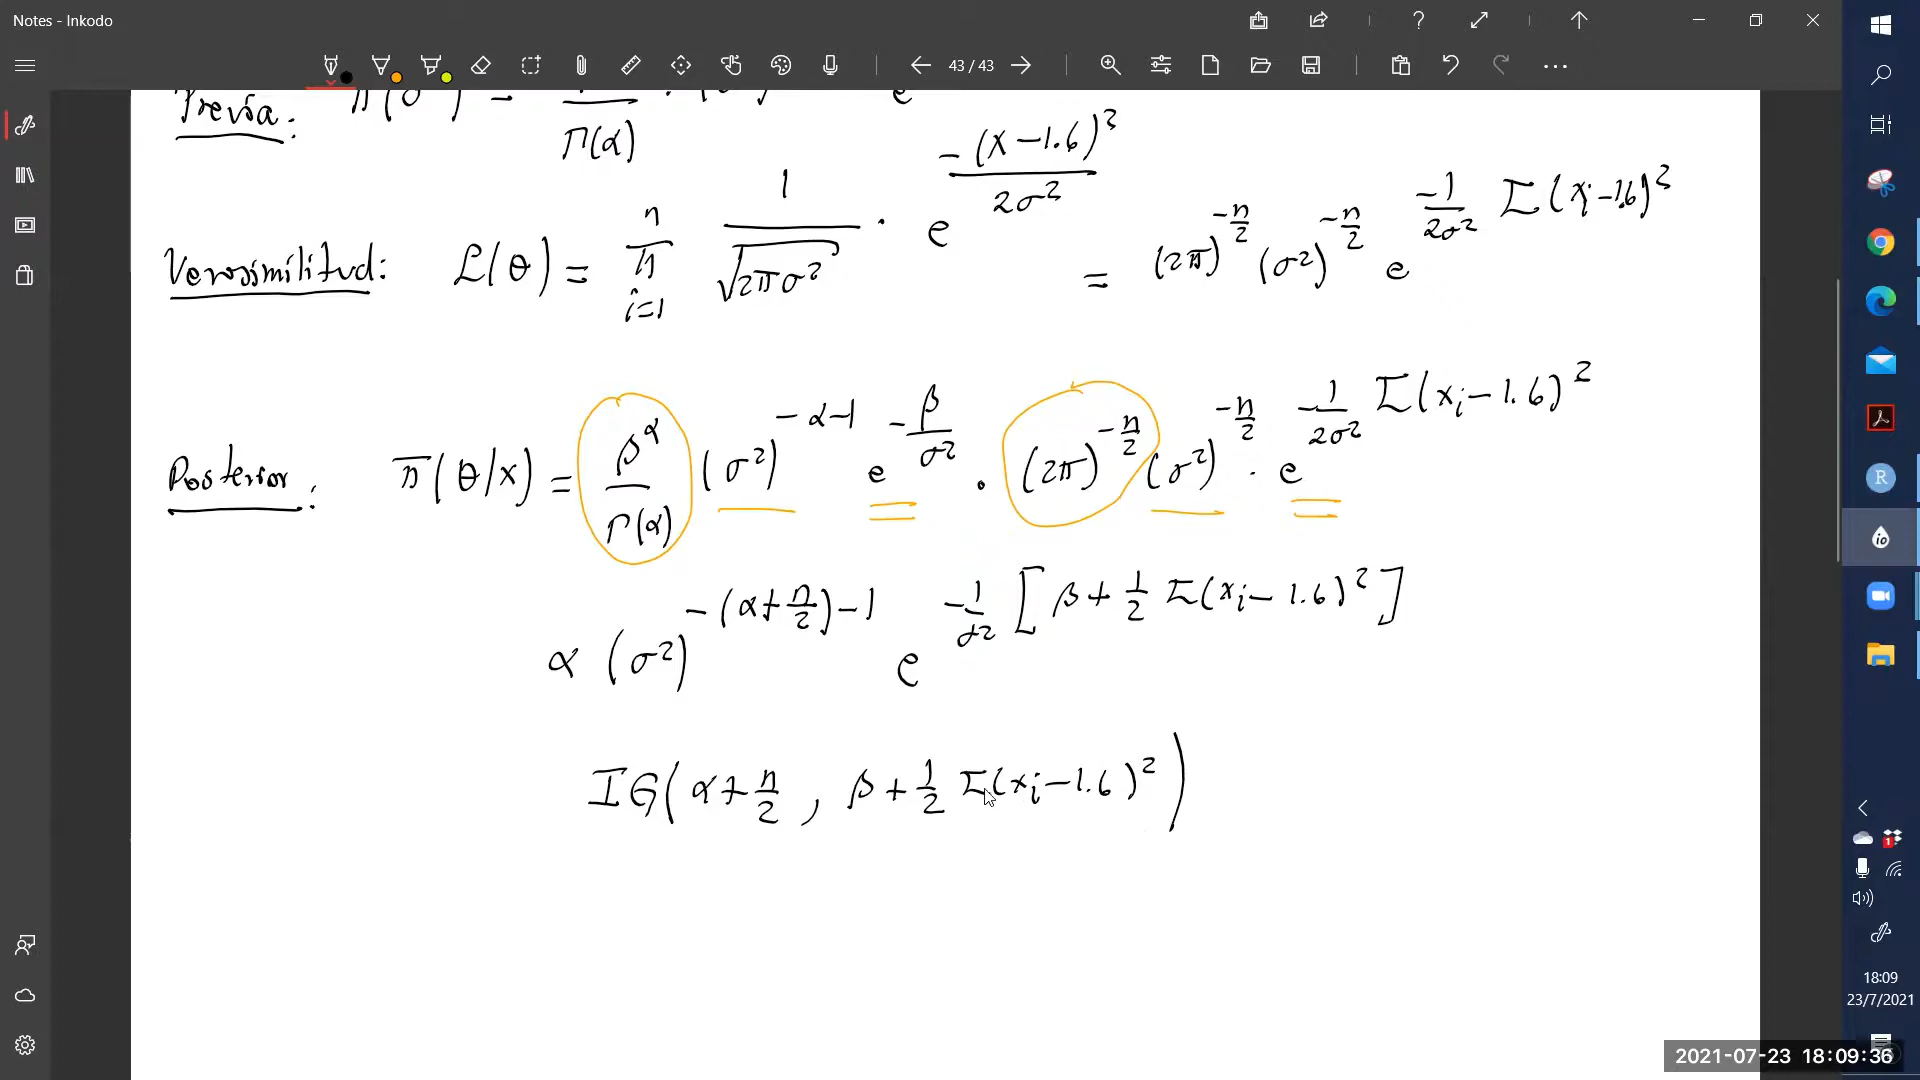 Notes - Inkodo
43 / 43
Previa: π(σ²) = / Γ(α) · (σ²) e
Verosimilitud: L(θ) = ∏_{i=1}^{n} 1/√(2πσ²) · e^{-(x-1.6)²/2σ²} = (2π)^{-n/2} (σ²)^{-n/2} e^{-1/2σ² Σ(xi-1.6)²}
Posterior: π(θ/x) = β^α/Γ(α) (σ²)^{-α-1} e^{-β/σ²} · (2π)^{-n/2} (σ²)^{-n/2} · e^{-1/2σ² Σ(xi-1.6)²}
∝ (σ²)^{-(α+n/2)-1} e^{-1/σ² [β+1/2 Σ(xi-1.6)²]}
IG(α+n/2, β+1/2 Σ(xi-1.6)²)
18:09
23/7/2021
2021-07-23 18:09:36